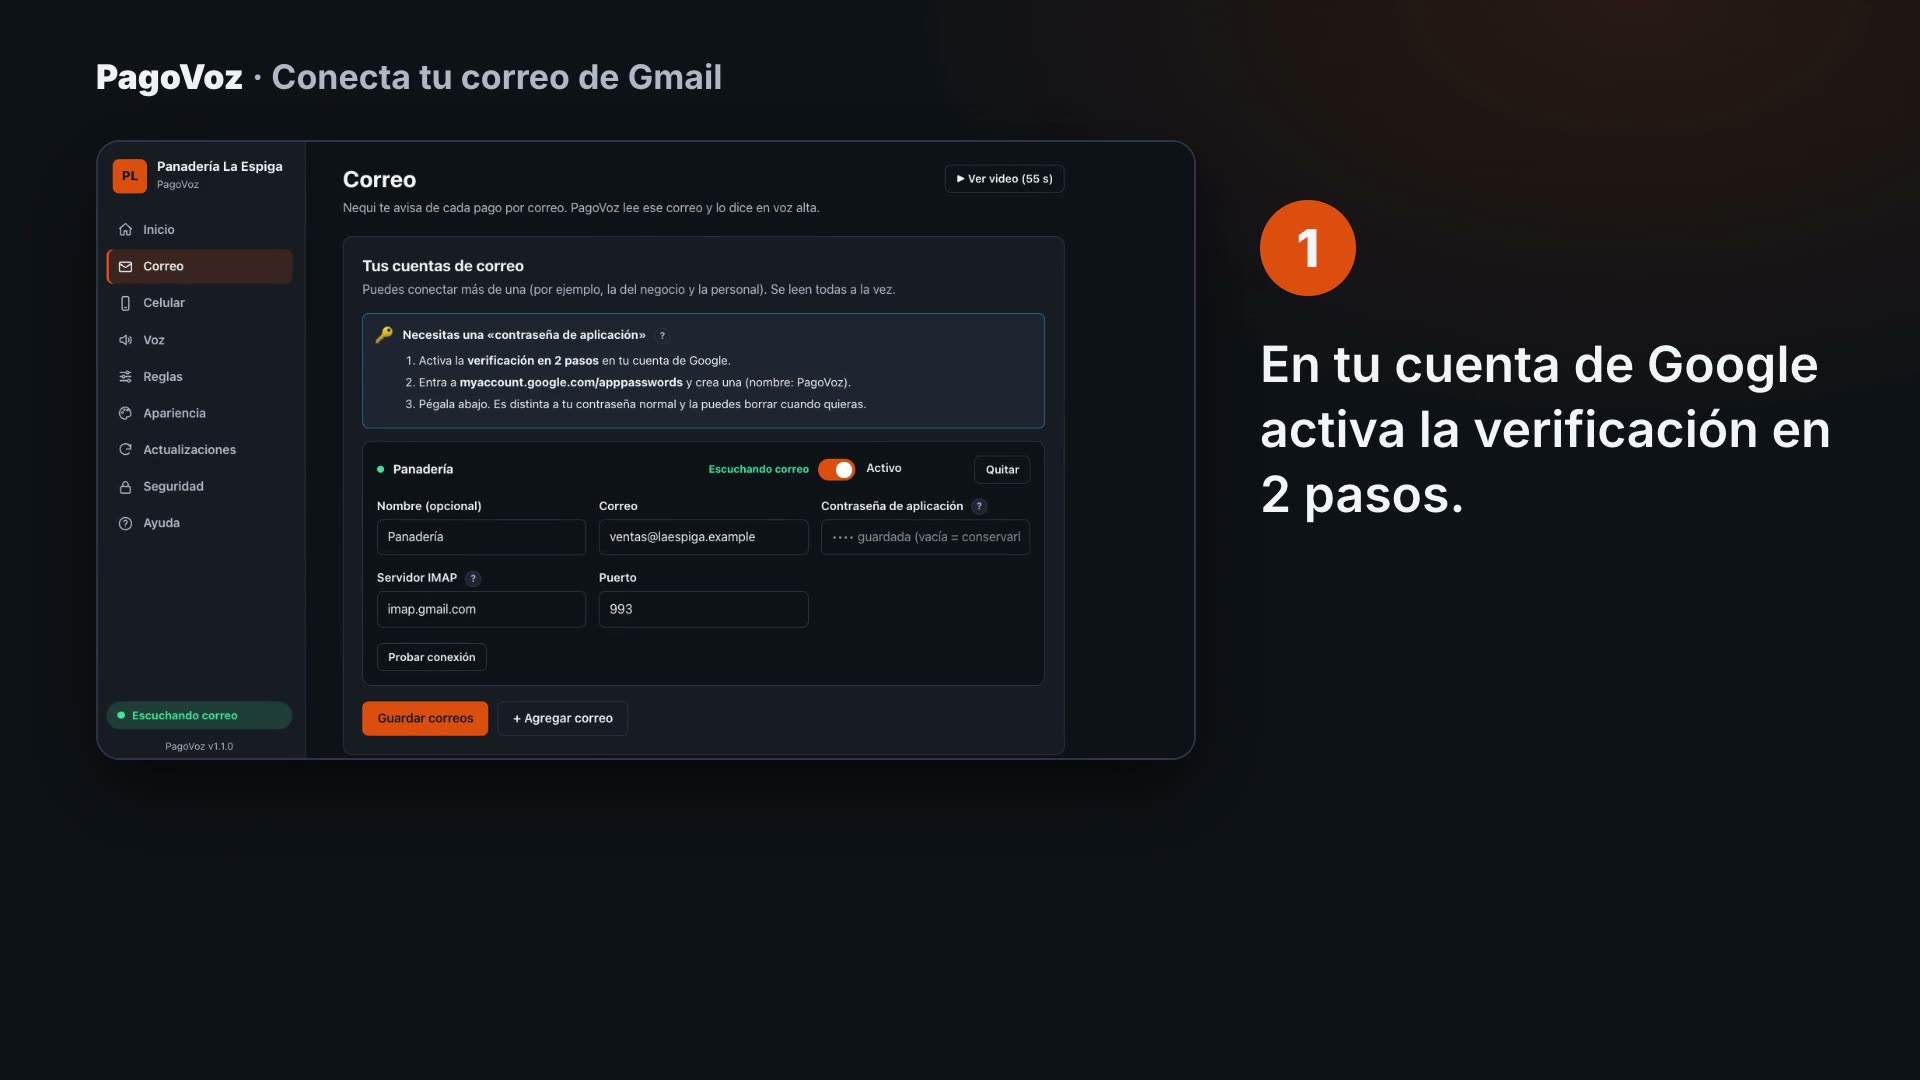 PagoVoz · Conecta tu correo de Gmail
PL
Panadería La Espiga
PagoVoz
Inicio
Correo
Celular
Voz
Reglas
Apariencia
Actualizaciones
Seguridad
Ayuda
Escuchando correo
PagoVoz v1.1.0
Correo
Ver video (55 s)
Nequi te avisa de cada pago por correo. PagoVoz lee ese correo y lo dice en voz alta.
Tus cuentas de correo
Puedes conectar más de una (por ejemplo, la del negocio y la personal). Se leen todas a la vez.
Necesitas una «contraseña de aplicación» ?
1. Activa la verificación en 2 pasos en tu cuenta de Google.
2. Entra a myaccount.google.com/apppasswords y crea una (nombre: PagoVoz).
3. Pégala abajo. Es distinta a tu contraseña normal y la puedes borrar cuando quieras.
Panadería
Escuchando correo
Activo
Quitar
Nombre (opcional)
Correo
Contraseña de aplicación ?
Panadería
ventas@laespiga.example
•••• guardada (vacía = conservarl
Servidor IMAP ?
Puerto
imap.gmail.com
993
Probar conexión
Guardar correos
+ Agregar correo
1
En tu cuenta de Google
activa la verificación en
2 pasos.